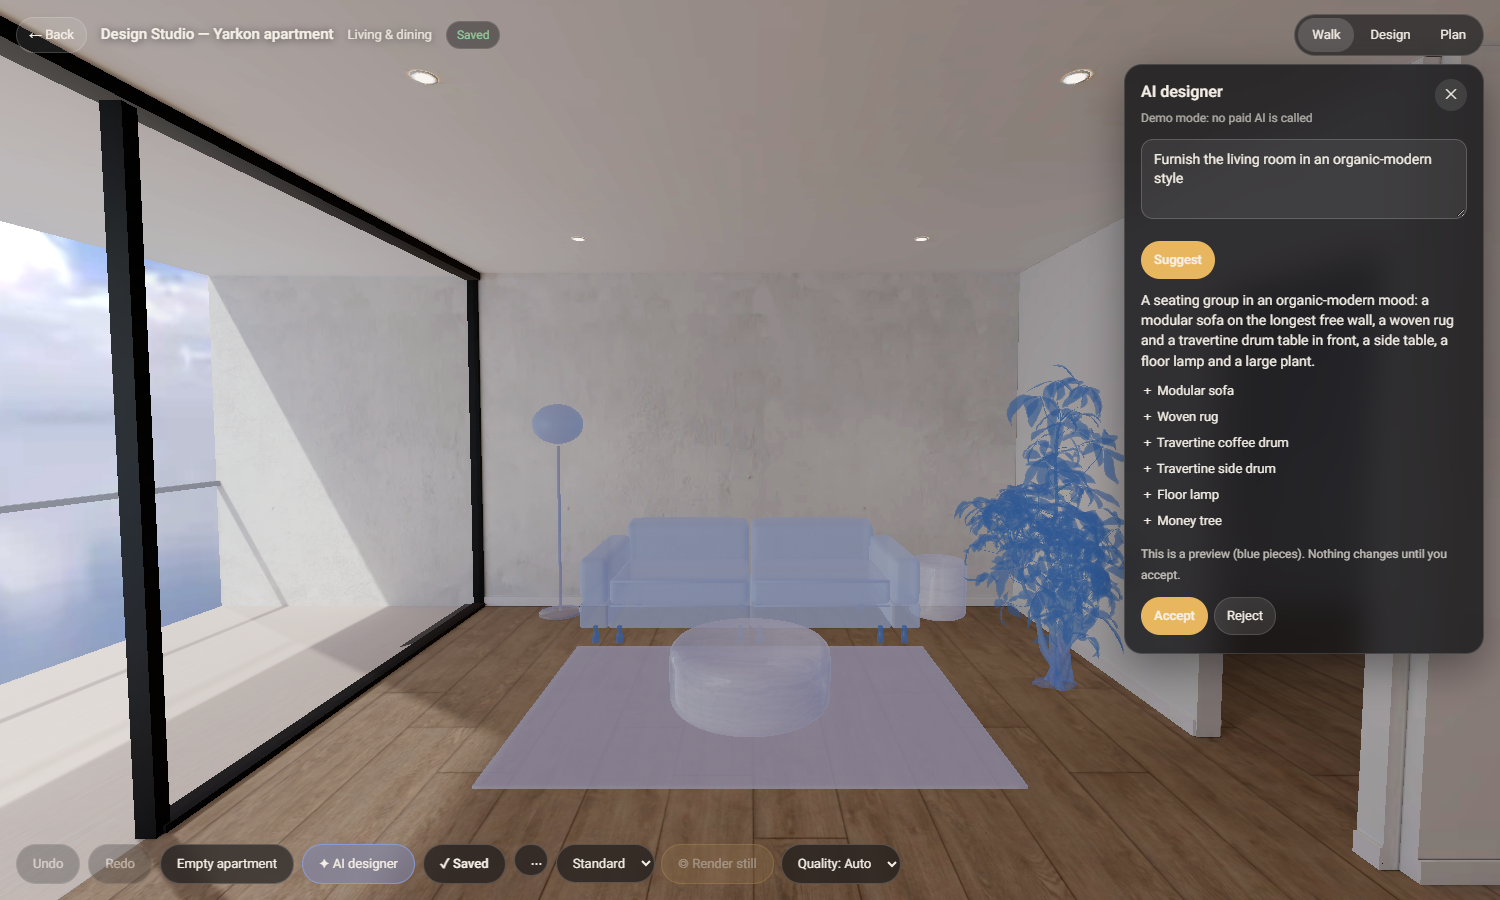 ← Back
Design Studio — Yarkon apartment
Living & dining
Saved
Walk
Design
Plan
AI designer
Demo mode: no paid AI is called
Furnish the living room in an organic-modern
style
Suggest
A seating group in an organic-modern mood: a
modular sofa on the longest free wall, a woven rug
and a travertine drum table in front, a side table, a
floor lamp and a large plant.
+ Modular sofa
+ Woven rug
+ Travertine coffee drum
+ Travertine side drum
+ Floor lamp
+ Money tree
This is a preview (blue pieces). Nothing changes until you
accept.
Accept
Reject
Undo
Redo
Empty apartment
✦ AI designer
✓ Saved
...
Standard
◎ Render still
Quality: Auto